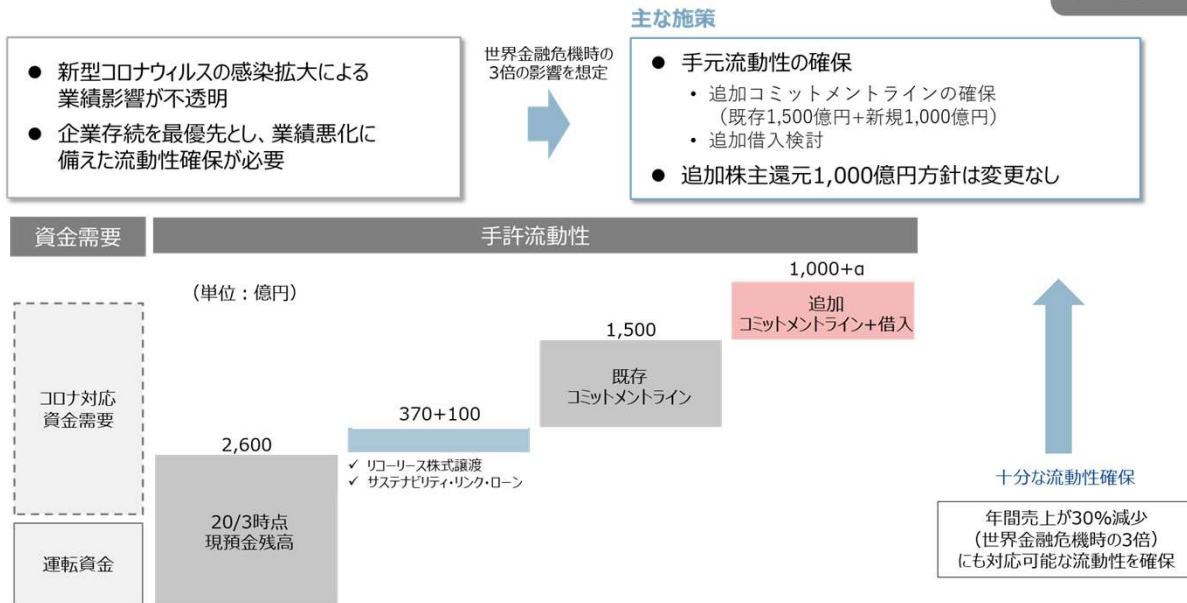 主な施策
● 新型コロナウィルスの感染拡大による
業績影響が不透明
● 企業存続を最優先とし、業績悪化に
備えた流動性確保が必要
世界金融危機時の
3倍の影響を想定
● 手元流動性の確保
• 追加コミットメントラインの確保
（既存1,500億円+新規1,000億円）
• 追加借入検討
● 追加株主還元1,000億円方針は変更なし
資金需要
手許流動性
（単位：億円）
コロナ対応
資金需要
運転資金
2,600
20/3時点
現預金残高
370+100
✓ リコーリース株式譲渡
✓ サステナビリティ・リンク・ローン
1,500
既存
コミットメントライン
1,000+α
追加
コミットメントライン+借入
十分な流動性確保
年間売上が30%減少
（世界金融危機時の3倍）
にも対応可能な流動性を確保